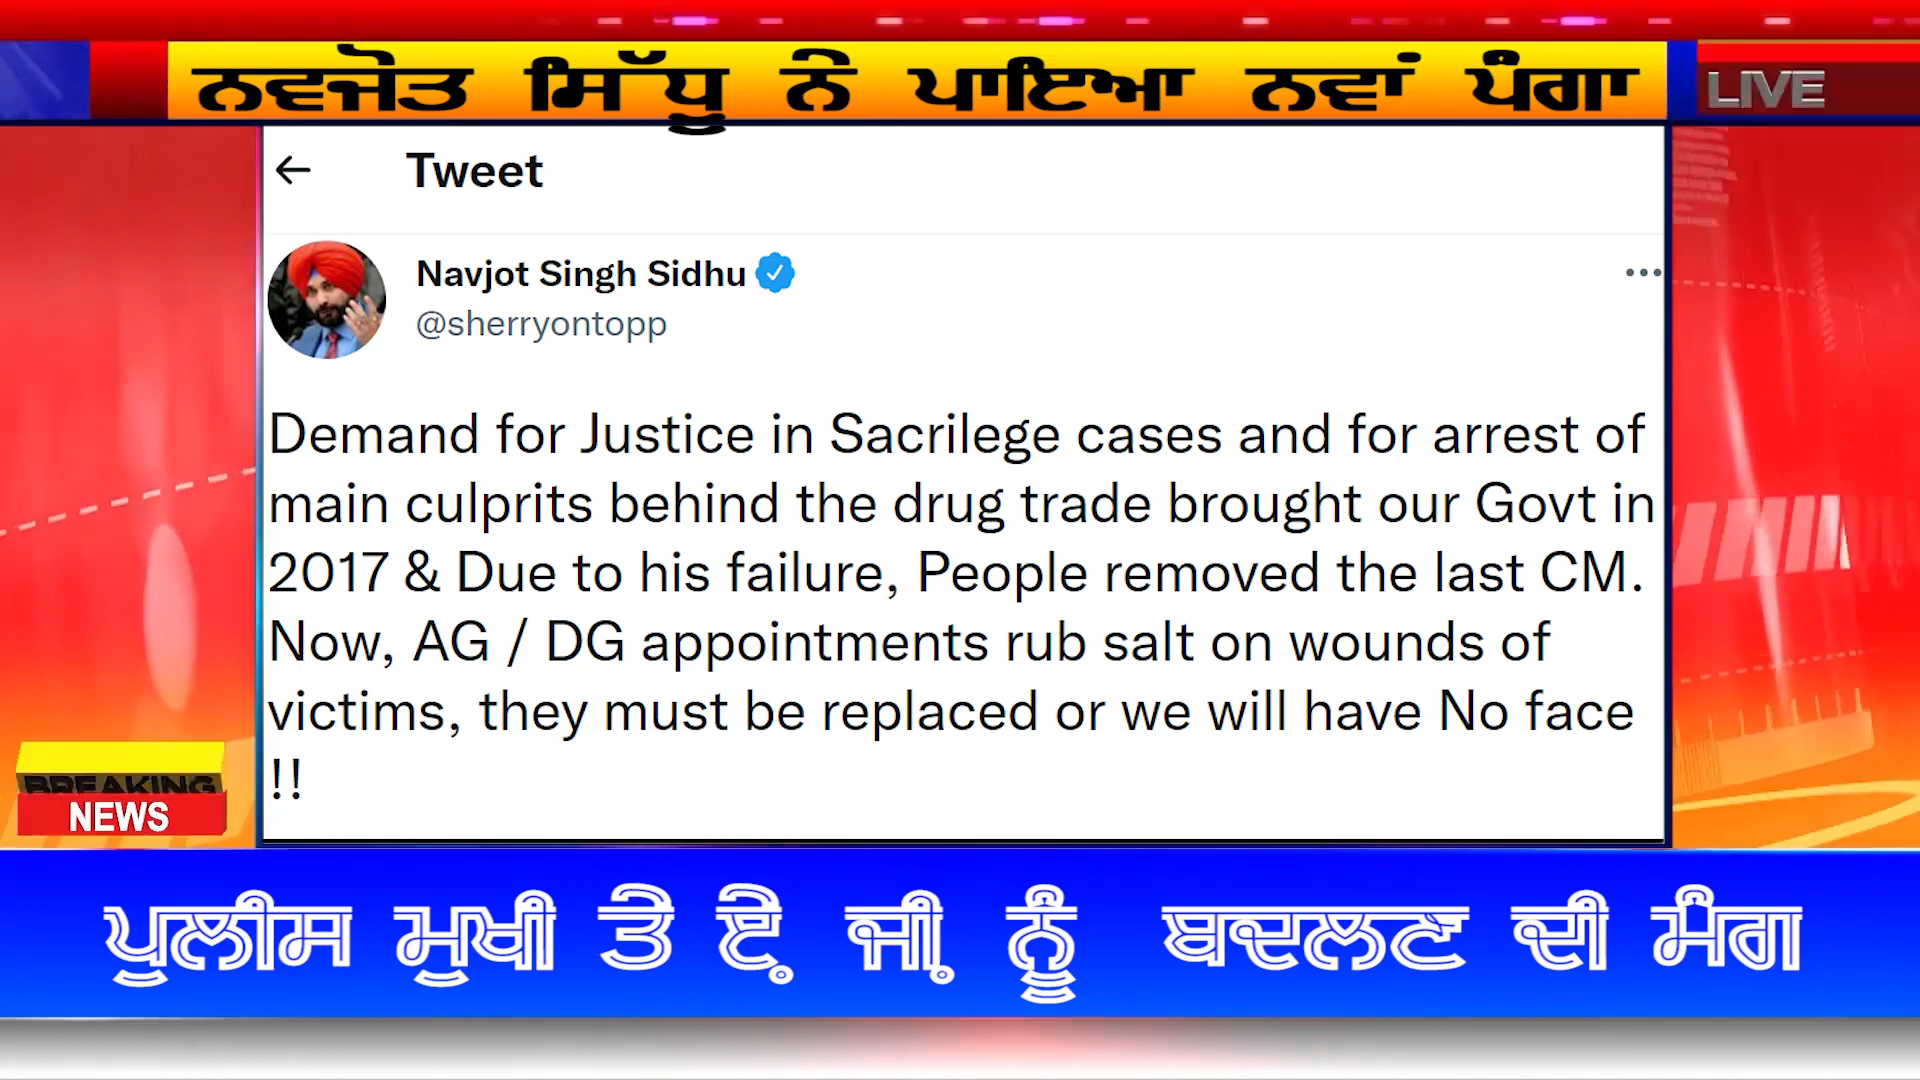 ਨਵਜੋਤ ਸਿੱਧੂ ਨੇ ਪਾਇਆ ਨਵਾਂ ਪੰਗਾ
LIVE
Tweet
Navjot Singh Sidhu
@sherryontopp
Demand for Justice in Sacrilege cases and for arrest of
main culprits behind the drug trade brought our Govt in
2017 & Due to his failure, People removed the last CM.
Now, AG / DG appointments rub salt on wounds of
victims, they must be replaced or we will have No face
!!
BREAKING
NEWS
ਪੁਲੀਸ ਮੁਖੀ ਤੇ ਏ. ਜੀ. ਨੂੰ ਬਦਲਣ ਦੀ ਮੰਗ